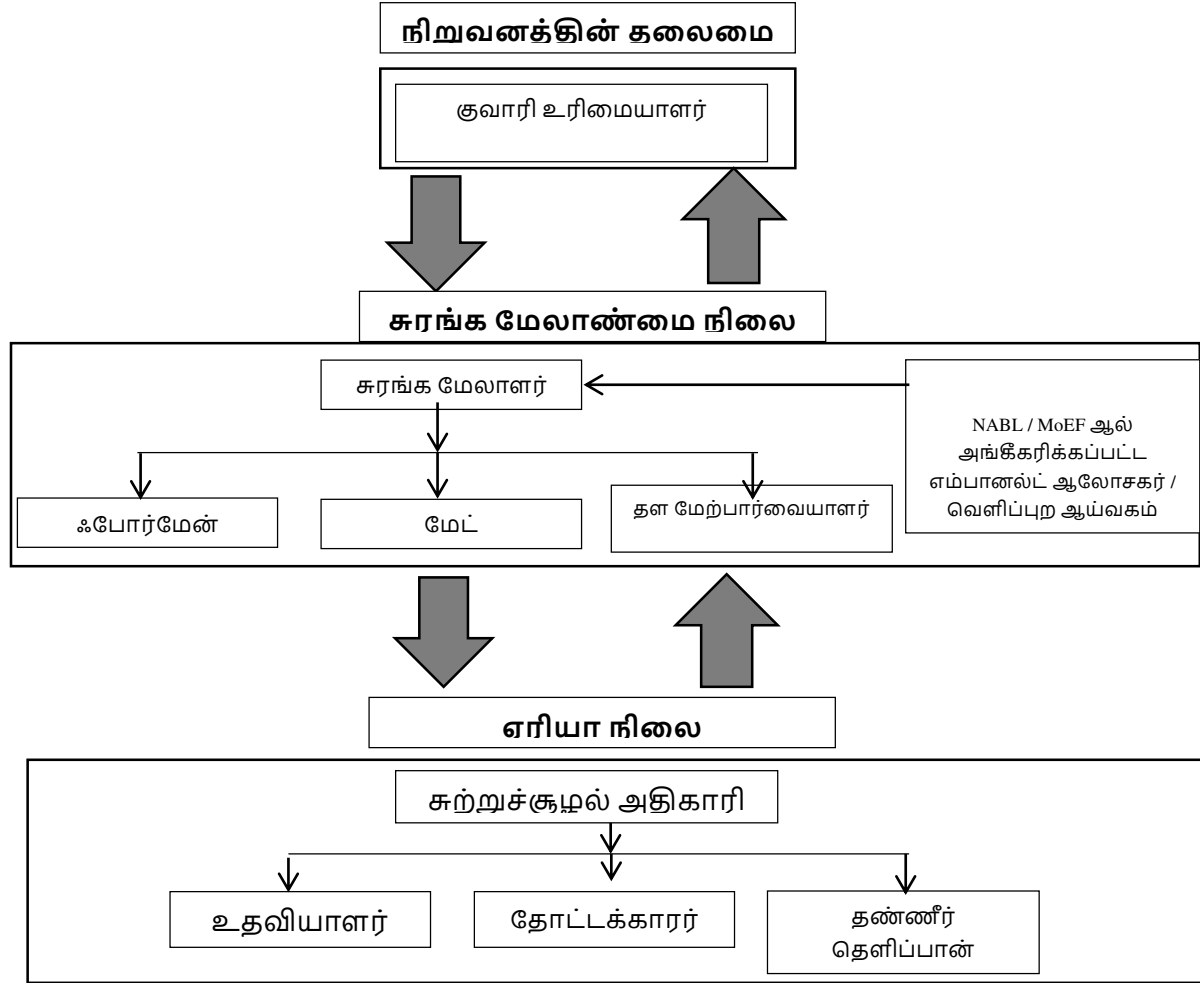 நிறுவனத்தின் தலைமை
குவாரி உரிமையாளர்
சுரங்க மேலாண்மை நிலை
சுரங்க மேலாளர்
NABL / MoEF ஆல்
அங்கீகரிக்கப்பட்ட
எம்பானல்ட் ஆலோசகர் /
வெளிப்புற ஆய்வகம்
ஃபோர்மேன்
மேட்
தள மேற்பார்வையாளர்
ஏரியா நிலை
சுற்றுச்சூழல் அதிகாரி
உதவியாளர்
தோட்டக்காரர்
தண்ணீர்
தெளிப்பான்